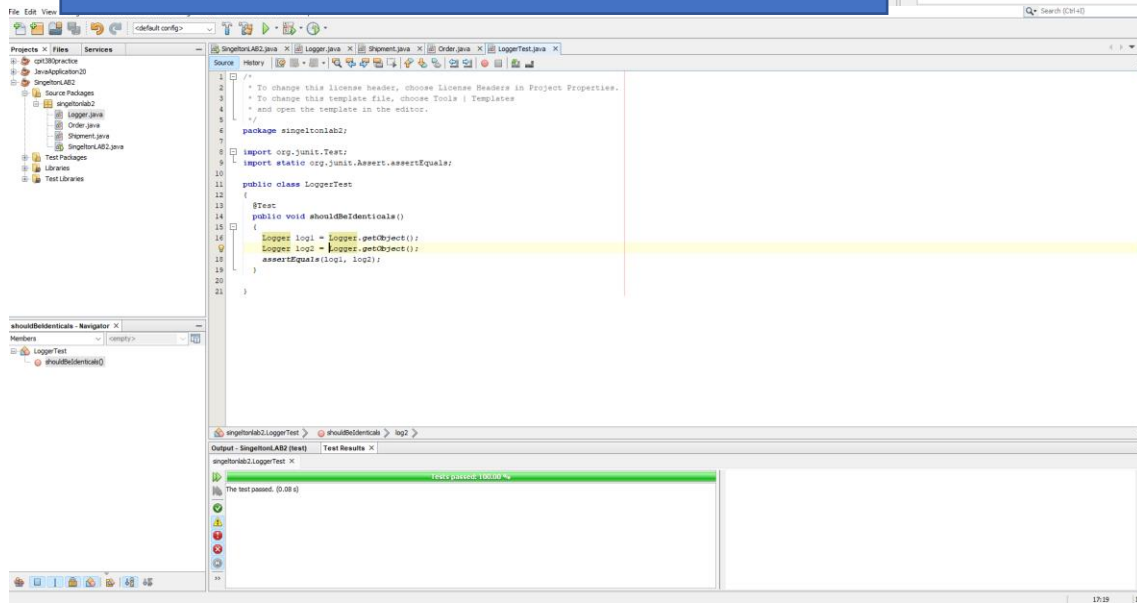 File Edit View
Search (Ctrl+I)
<default config>
Projects Files Services
cpit380practice
JavaApplication20
SingeltonLAB2
Source Packages
singeltonlab2
Logger.java
Order.java
Shipment.java
SingeltonLAB2.java
Test Packages
Libraries
Test Libraries
SingeltonLAB2.java Logger.java Shipment.java Order.java LoggerTest.java
Source History
1 /*
2 * To change this license header, choose License Headers in Project Properties.
3 * To change this template file, choose Tools | Templates
4 * and open the template in the editor.
5 */
6 package singeltonlab2;
7
8 import org.junit.Test;
9 import static org.junit.Assert.assertEquals;
10
11 public class LoggerTest
12 {
13 @Test
14 public void shouldBeIdenticals()
15 {
16 Logger log1 = Logger.getObject();
Logger log2 = Logger.getObject();
18 assertEquals(log1, log2);
19 }
20
21 }
shouldBeIdenticals - Navigator
Members <empty>
LoggerTest
shouldBeIdenticals()
singeltonlab2.LoggerTest shouldBeIdenticals log2
Output - SingeltonLAB2 (test) Test Results
singeltonlab2.LoggerTest
Tests passed: 100.00 %
The test passed. (0.08 s)
17:19